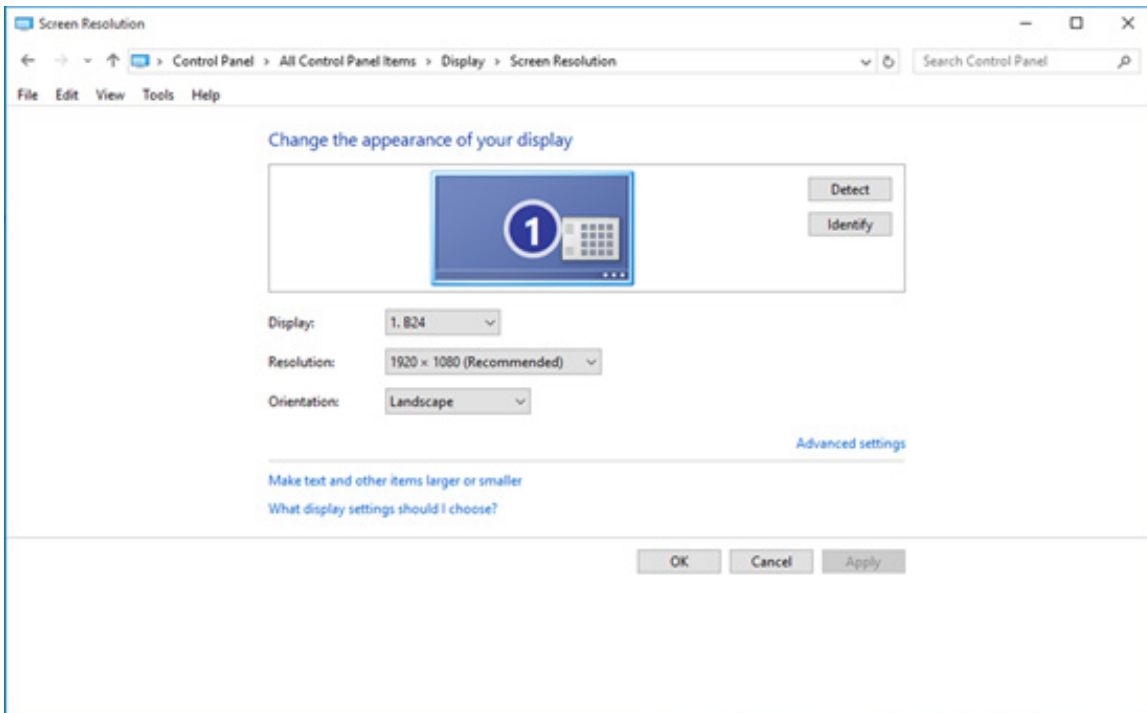 Screen Resolution
Control Panel > All Control Panel Items > Display > Screen Resolution
Search Control Panel
File Edit View Tools Help
Change the appearance of your display
1
Detect
Identify
Display: 1. B24
Resolution: 1920 × 1080 (Recommended)
Orientation: Landscape
Advanced settings
Make text and other items larger or smaller
What display settings should I choose?
OK Cancel Apply